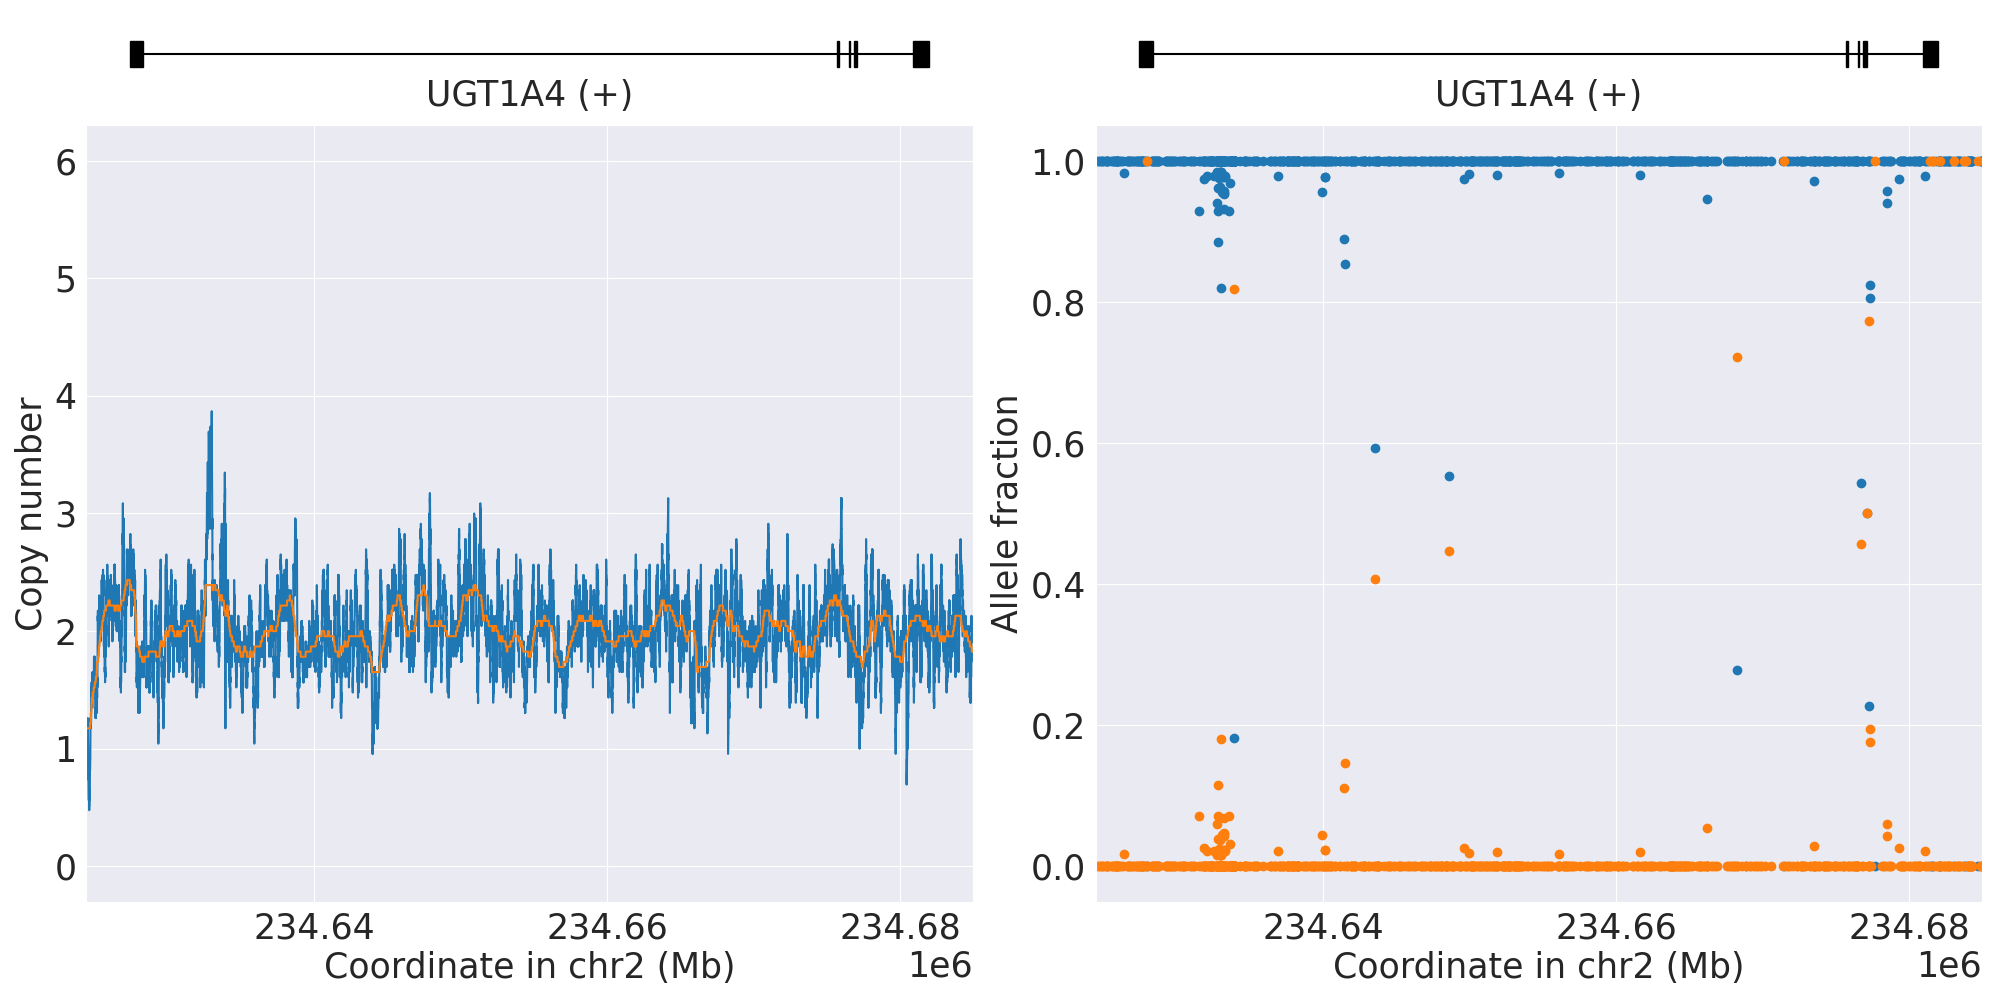 UGT1A4 (+)
6
5
4
3
2
1
0
Copy number
234.64
234.66
234.68
Coordinate in chr2 (Mb)
1e6
UGT1A4 (+)
1.0
0.8
0.6
0.4
0.2
0.0
Allele fraction
234.64
234.66
234.68
Coordinate in chr2 (Mb)
1e6